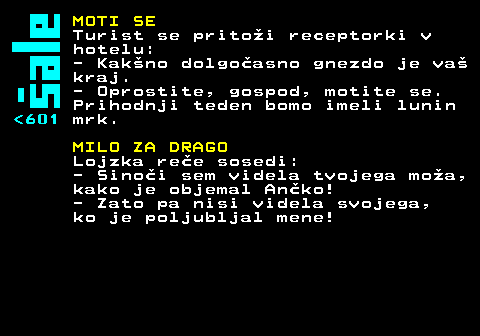 šale
<601
MOTI SE
Turist se pritoži receptorki v
hotelu:
- Kakšno dolgočasno gnezdo je vaš
kraj.
- Oprostite, gospod, motite se.
Prihodnji teden bomo imeli lunin
mrk.
MILO ZA DRAGO
Lojzka reče sosedi:
- Sinoči sem videla tvojega moža,
kako je objemal Ančko!
- Zato pa nisi videla svojega,
ko je poljubljal mene!